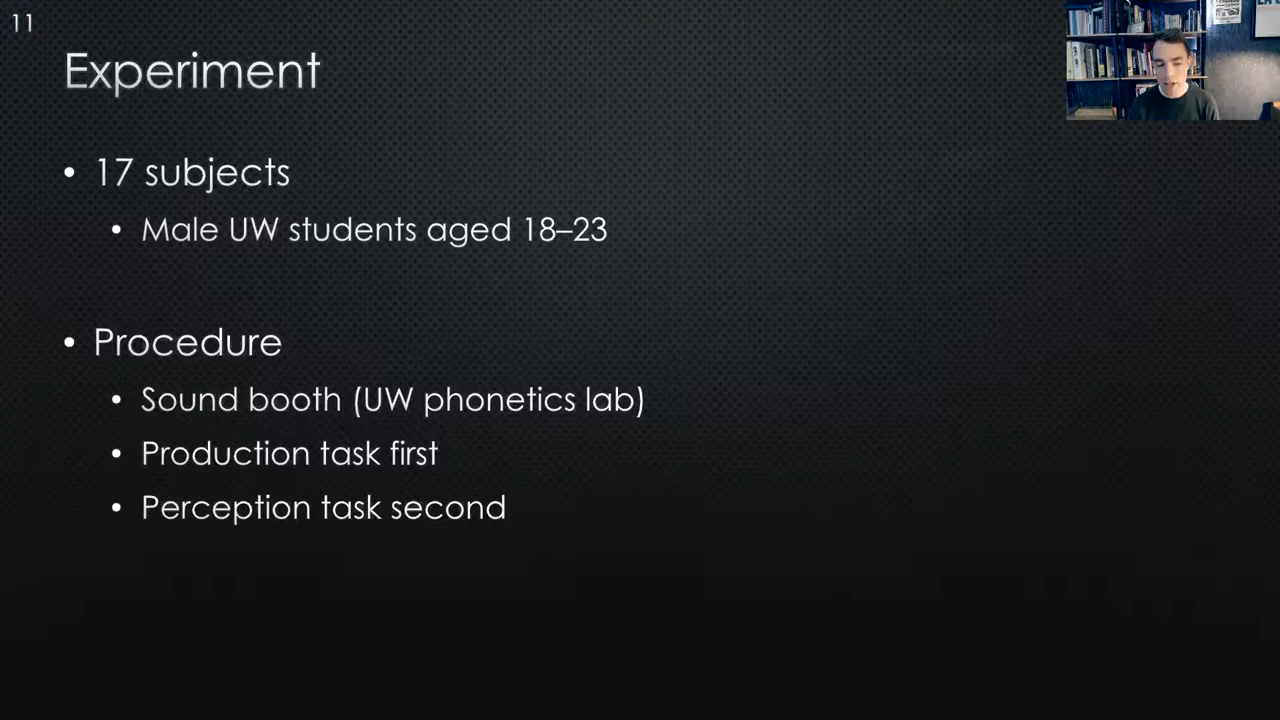 11
Experiment
• 17 subjects
• Male UW students aged 18–23
• Procedure
• Sound booth (UW phonetics lab)
• Production task first
• Perception task second